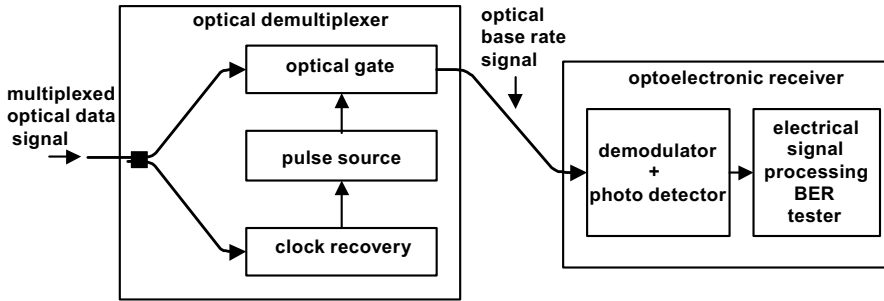 optical demultiplexer
optical gate
pulse source
clock recovery
multiplexed
optical data
signal
optical
base rate
signal
optoelectronic receiver
demodulator
+
photo detector
electrical
signal
processing
BER
tester